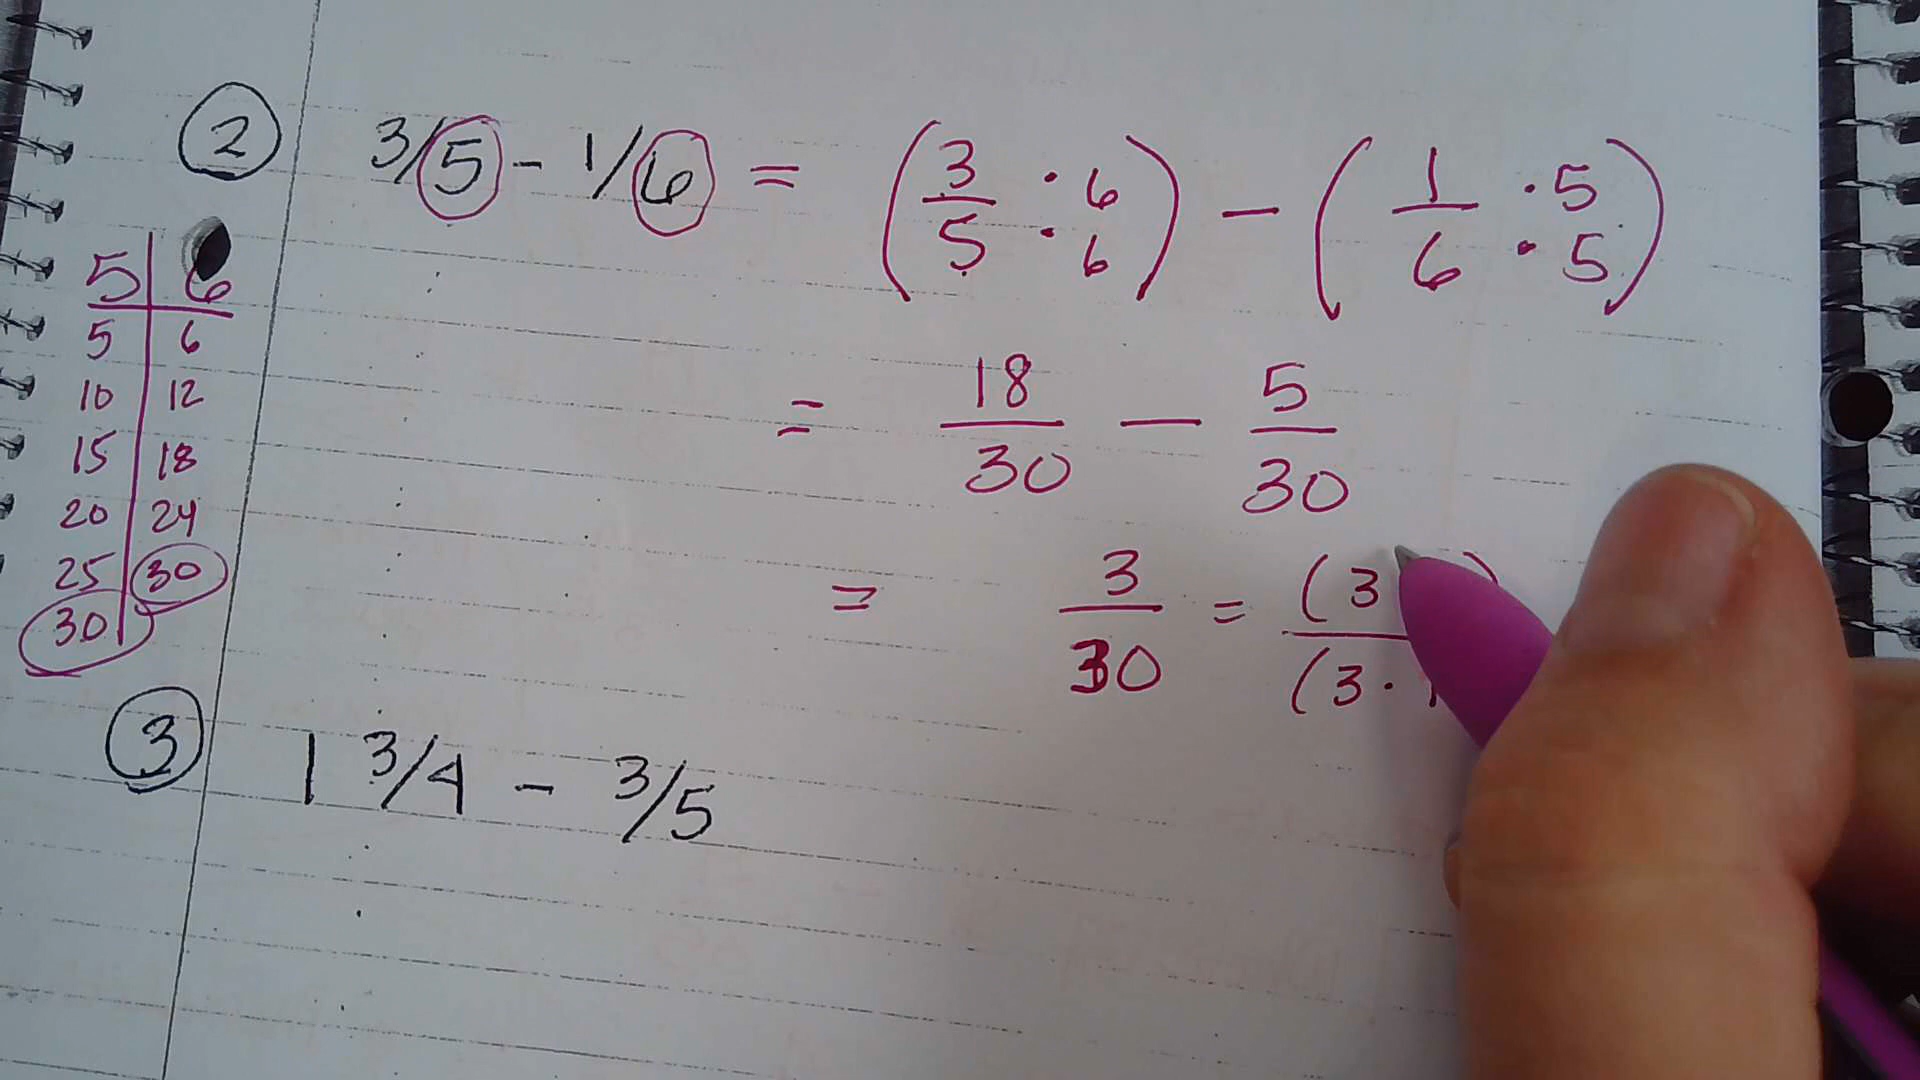 ② 3/5 - 1/6 = (3/5 · 6/6) - (1/6 · 5/5)
5 | 6
5 | 6
10 | 12
15 | 18
20 | 24
25 | 30
30
= 18/30 - 5/30
= 3/30 = (3 )/(3 ·
③ 1 3/4 - 3/5